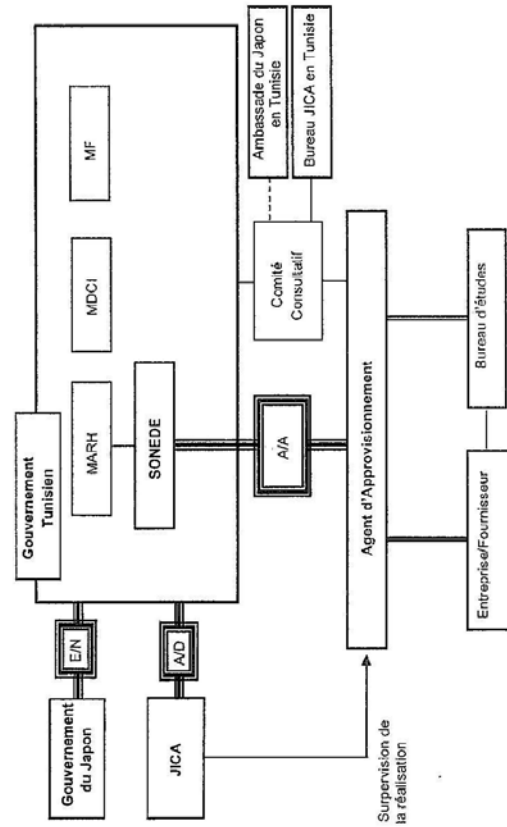 Gouvernement
Tunisien
MARH
MDCI
MF
SONEDE
Gouvernement
du Japon
E/N
JICA
A/D
A/A
Comité
Consultatif
Ambassade du Japon
en Tunisie
Bureau JICA en Tunisie
Surpervision de
la réalisation
Agent d'Approvisionnement
Entreprise/Fournisseur
Bureau d'études